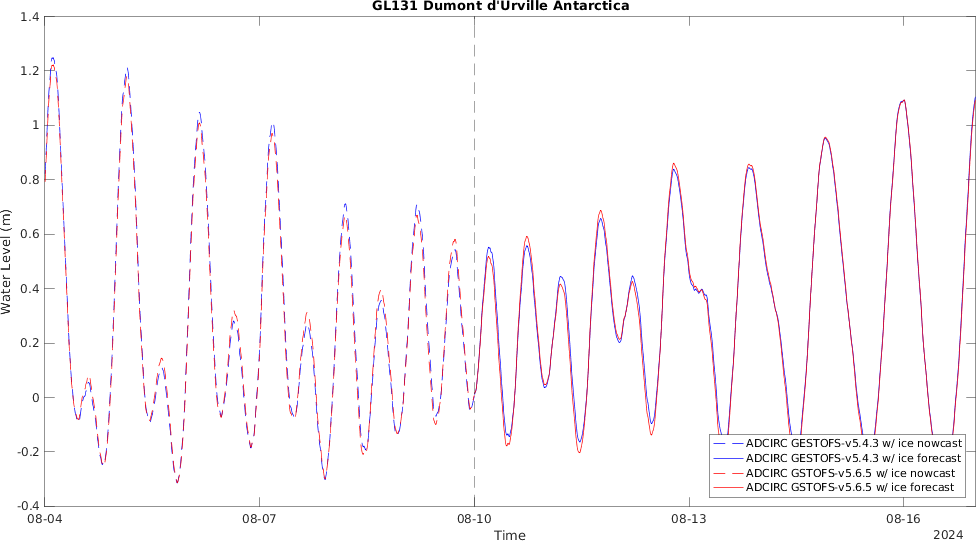 GL131 Dumont d'Urville Antarctica
1.4
1.2
1
0.8
0.6
0.4
0.2
0
-0.2
-0.4
Water Level (m)
08-04
08-07
08-10
08-13
08-16
Time
2024
ADCIRC GESTOFS-v5.4.3 w/ ice nowcast
ADCIRC GESTOFS-v5.4.3 w/ ice forecast
ADCIRC GSTOFS-v5.6.5 w/ ice nowcast
ADCIRC GSTOFS-v5.6.5 w/ ice forecast